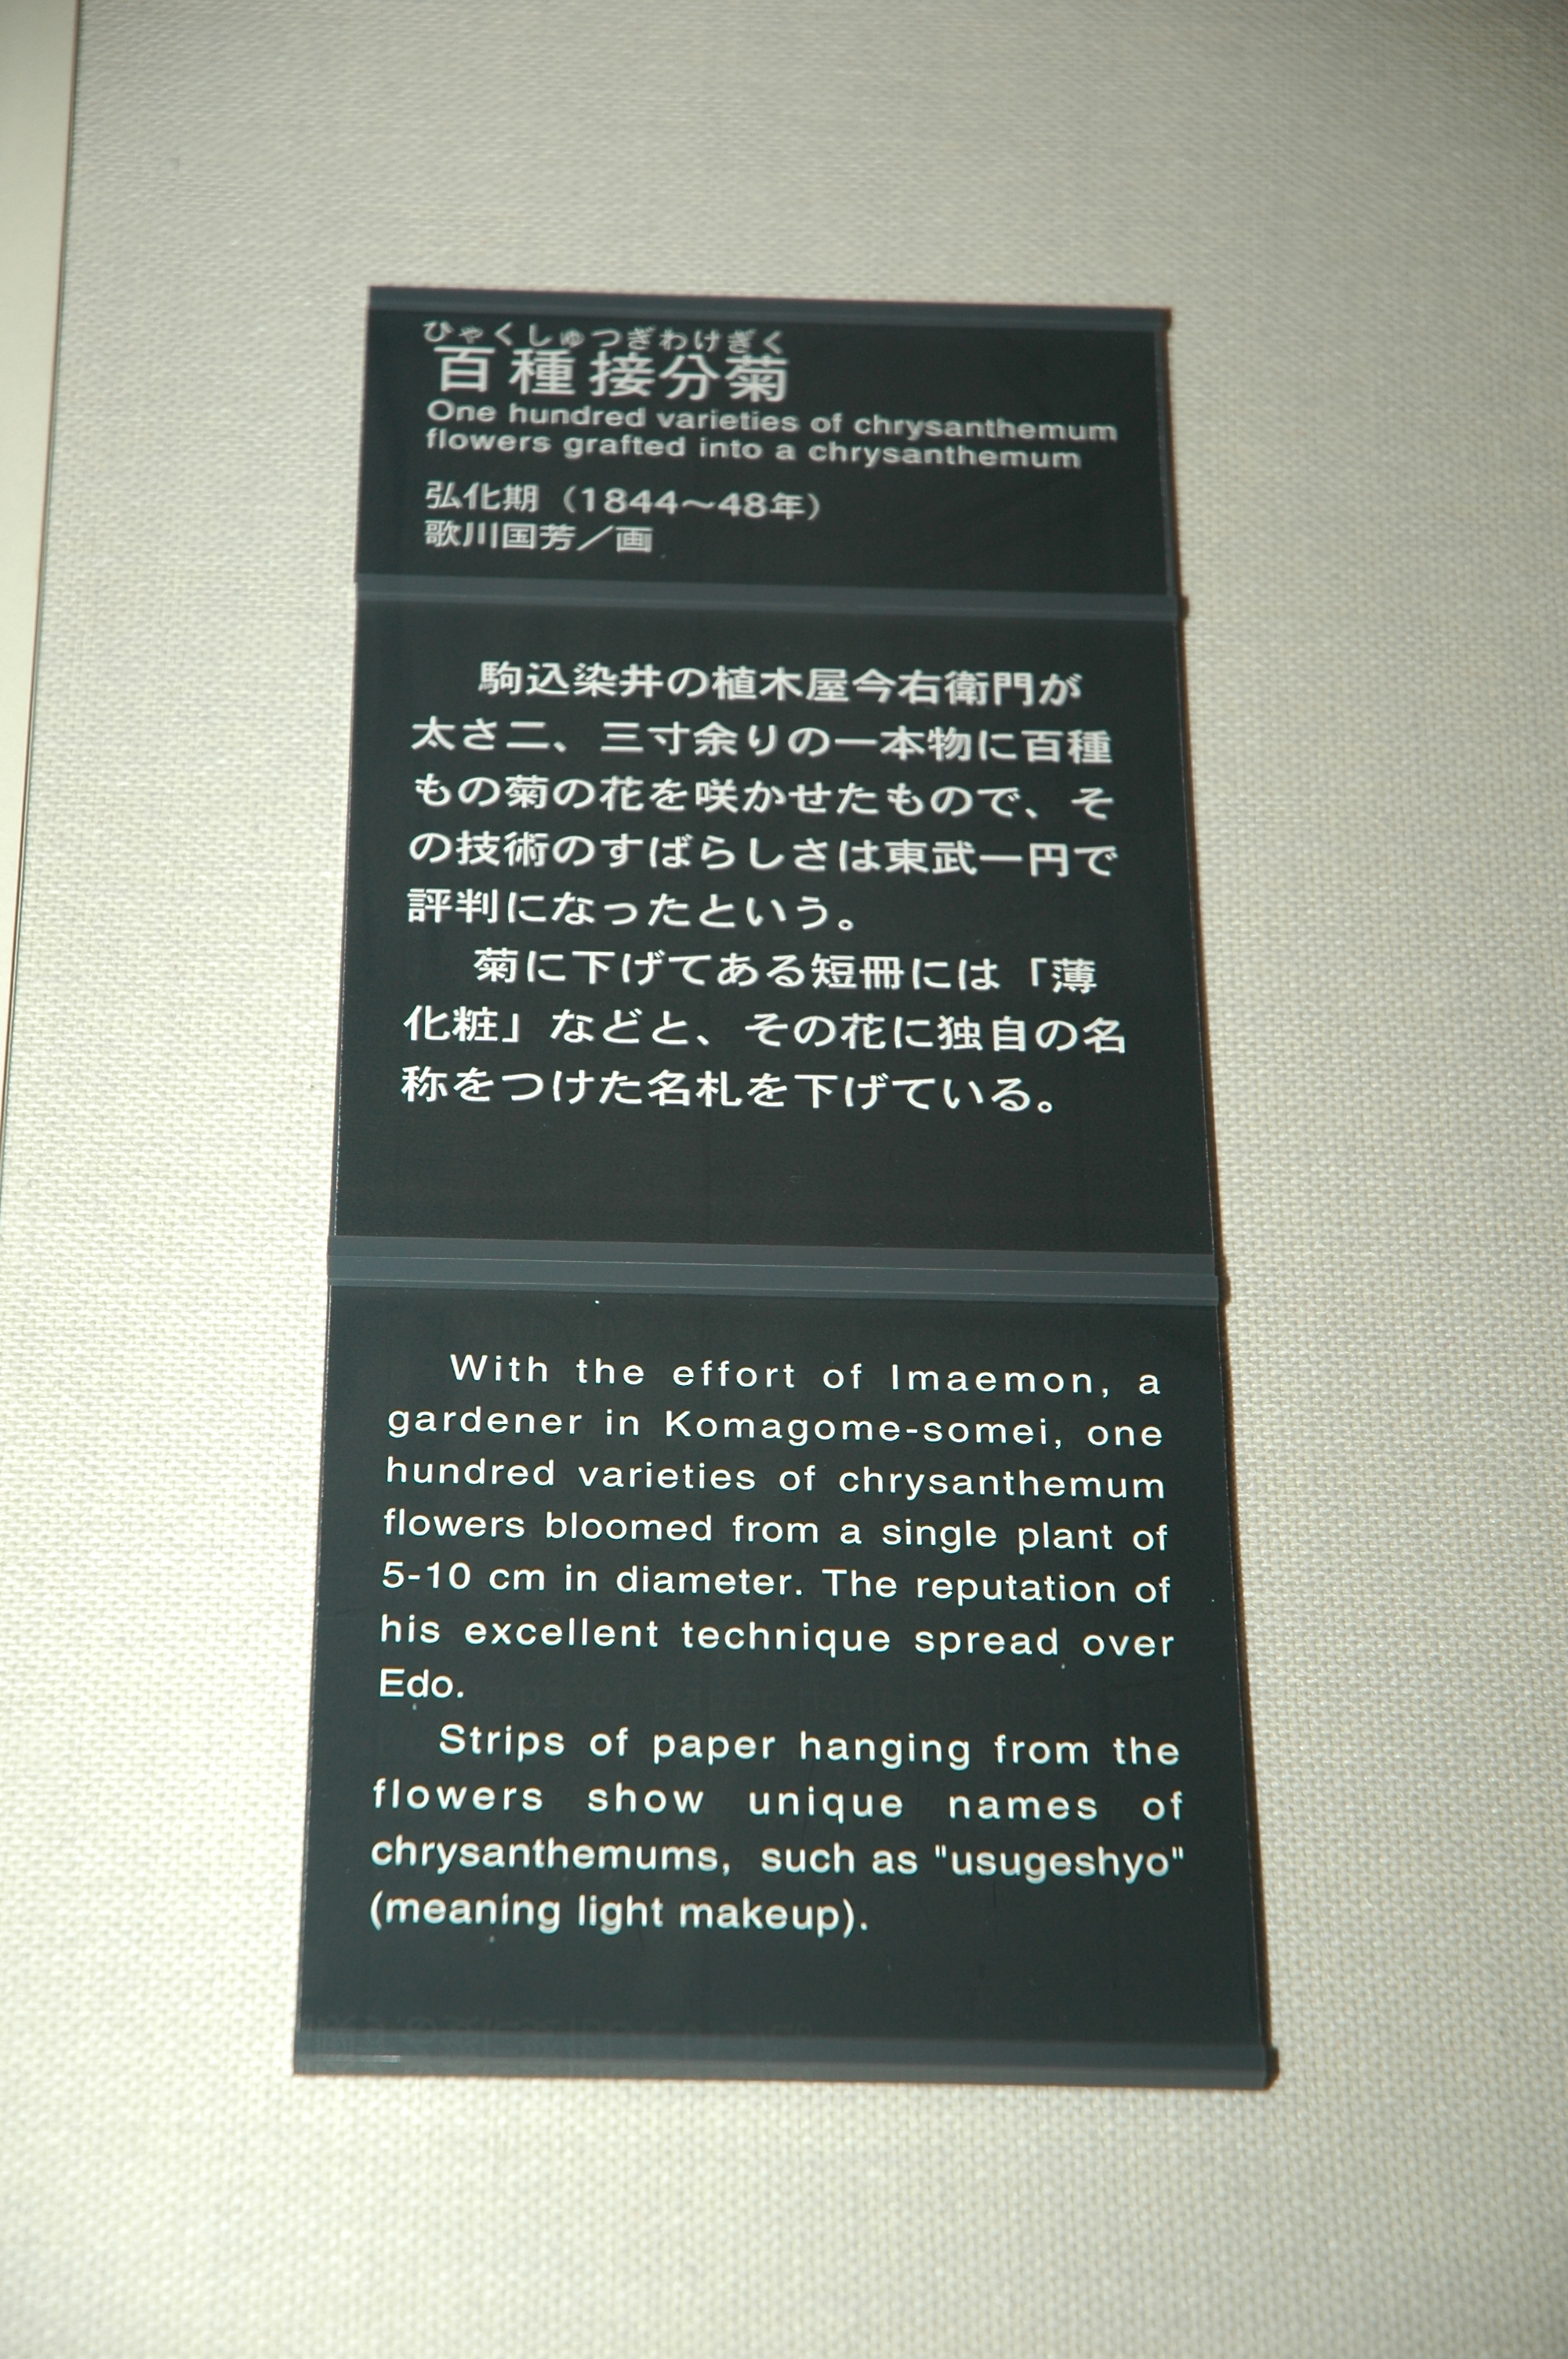 ひゃくしゅつぎわけぎく
百種接分菊
One hundred varieties of chrysanthemum
flowers grafted into a chrysanthemum
弘化期（1844～48年）
歌川国芳／画
駒込染井の植木屋今右衛門が
太さ二、三寸余りの一本物に百種
もの菊の花を咲かせたもので、そ
の技術のすばらしさは東武一円で
評判になったという。
菊に下げてある短冊には「薄
化粧」などと、その花に独自の名
称をつけた名札を下げている。
With the effort of Imaemon, a
gardener in Komagome-somei, one
hundred varieties of chrysanthemum
flowers bloomed from a single plant of
5-10 cm in diameter. The reputation of
his excellent technique spread over
Edo.
Strips of paper hanging from the
flowers show unique names of
chrysanthemums, such as "usugeshyo"
(meaning light makeup).